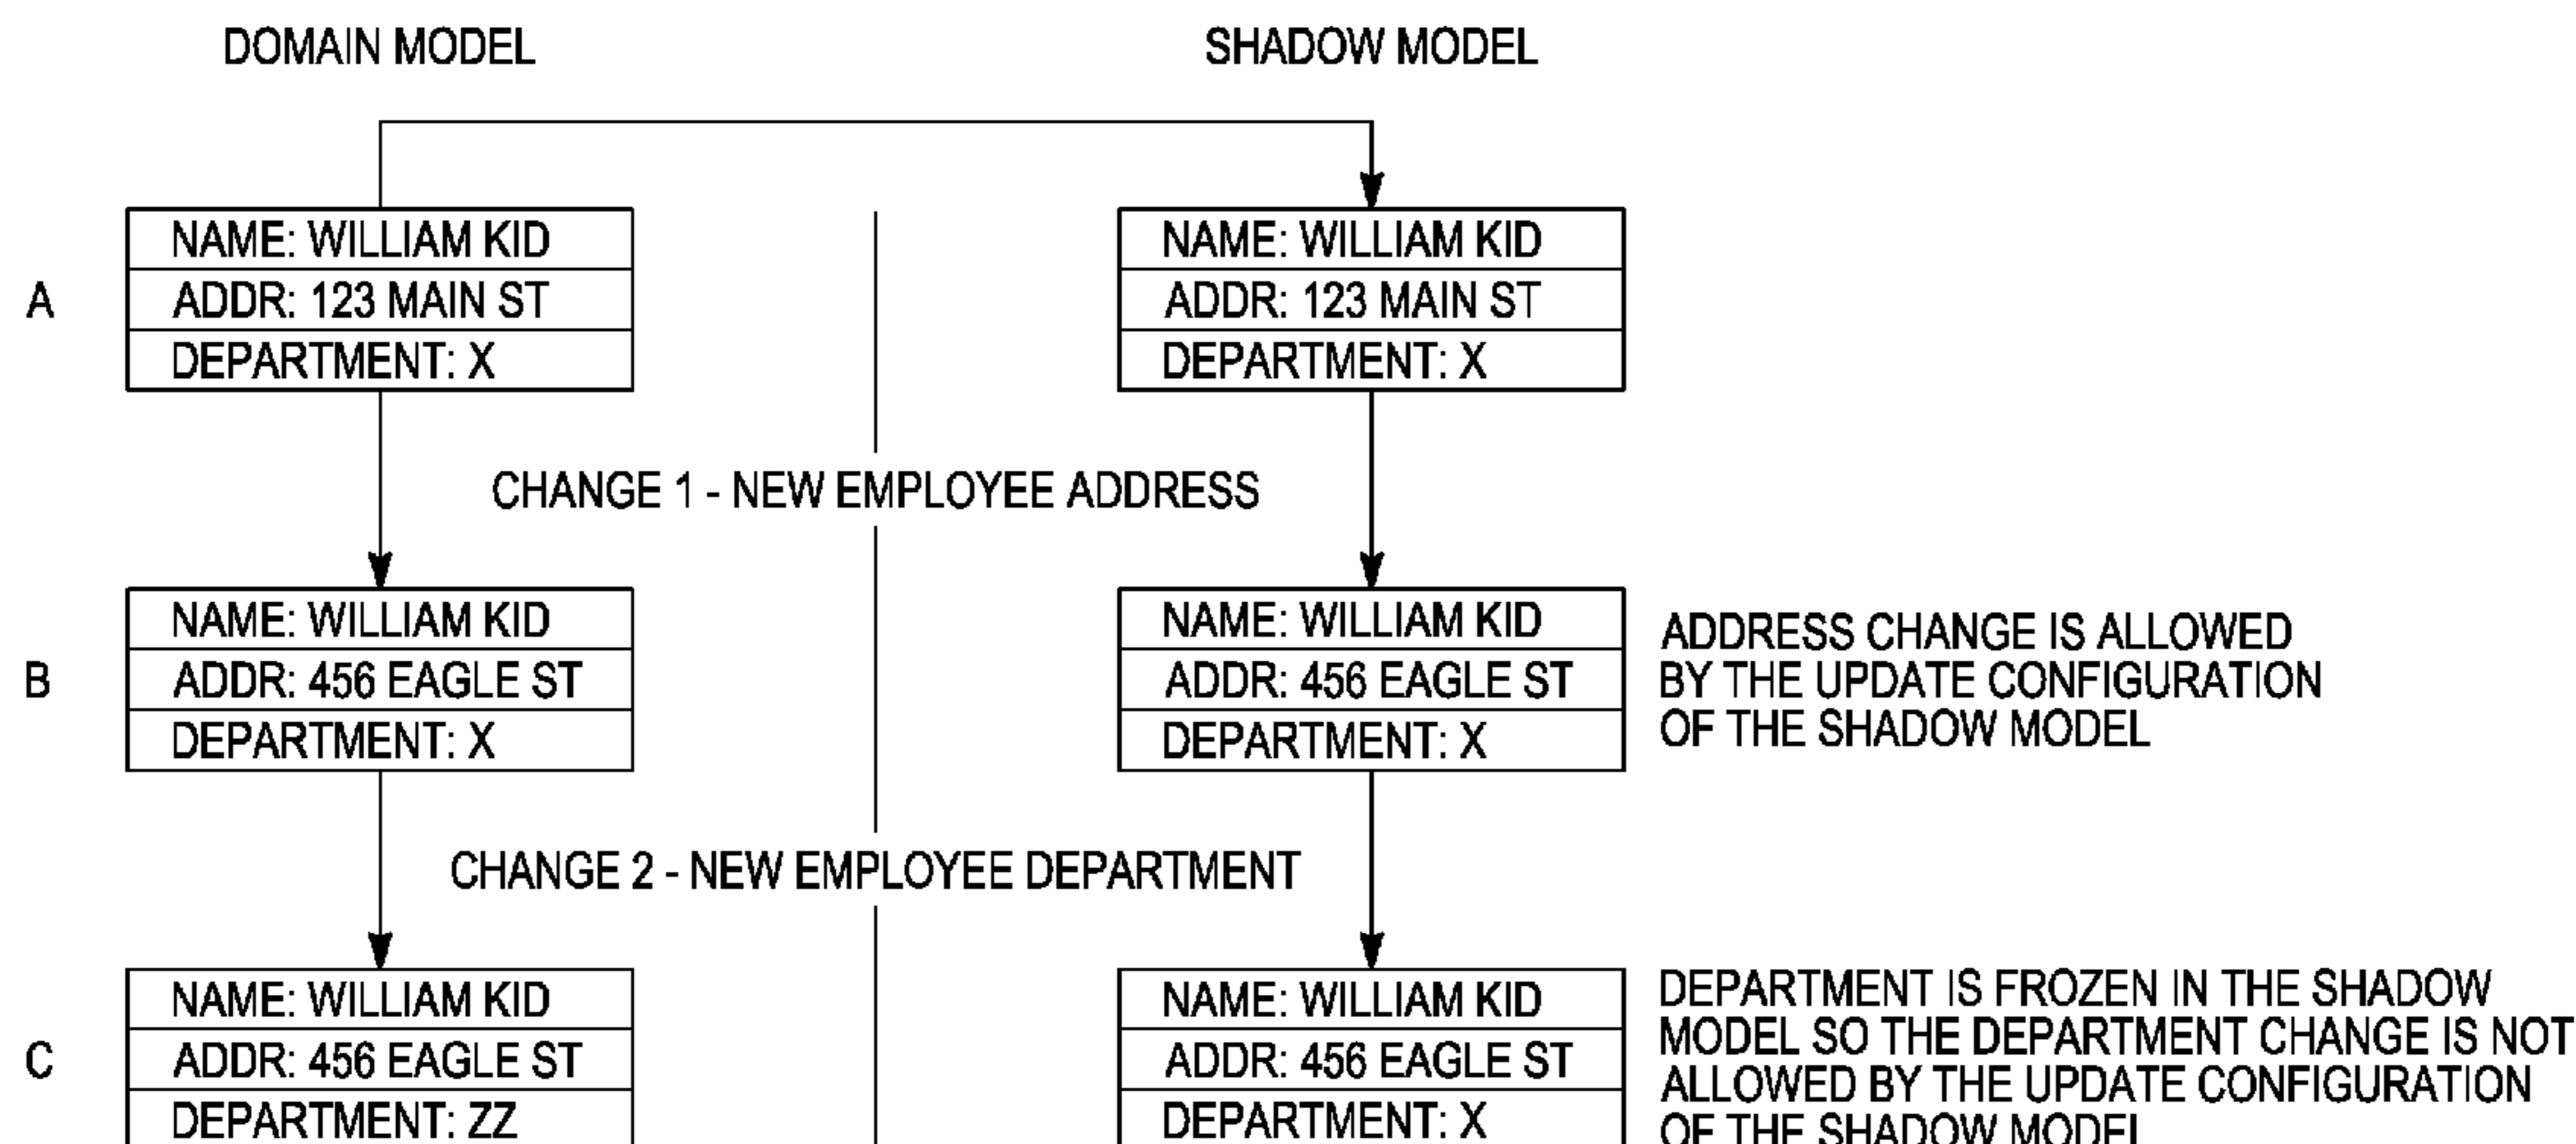 DOMAIN MODEL
SHADOW MODEL
A
NAME: WILLIAM KID
ADDR: 123 MAIN ST
DEPARTMENT: X
NAME: WILLIAM KID
ADDR: 123 MAIN ST
DEPARTMENT: X
CHANGE 1 - NEW EMPLOYEE ADDRESS
B
NAME: WILLIAM KID
ADDR: 456 EAGLE ST
DEPARTMENT: X
NAME: WILLIAM KID
ADDR: 456 EAGLE ST
DEPARTMENT: X
ADDRESS CHANGE IS ALLOWED
BY THE UPDATE CONFIGURATION
OF THE SHADOW MODEL
CHANGE 2 - NEW EMPLOYEE DEPARTMENT
C
NAME: WILLIAM KID
ADDR: 456 EAGLE ST
DEPARTMENT: ZZ
NAME: WILLIAM KID
ADDR: 456 EAGLE ST
DEPARTMENT: X
DEPARTMENT IS FROZEN IN THE SHADOW
MODEL SO THE DEPARTMENT CHANGE IS NOT
ALLOWED BY THE UPDATE CONFIGURATION
OF THE SHADOW MODEL